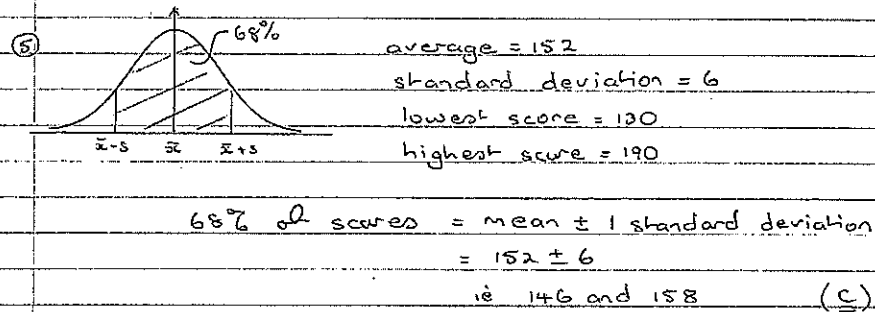 ⑤
68%
x̄-s x̄ x̄+s
average = 152
standard deviation = 6
lowest score = 130
highest score = 190
68% of scores = mean ± 1 standard deviation
= 152 ± 6
ie 146 and 158 (C)